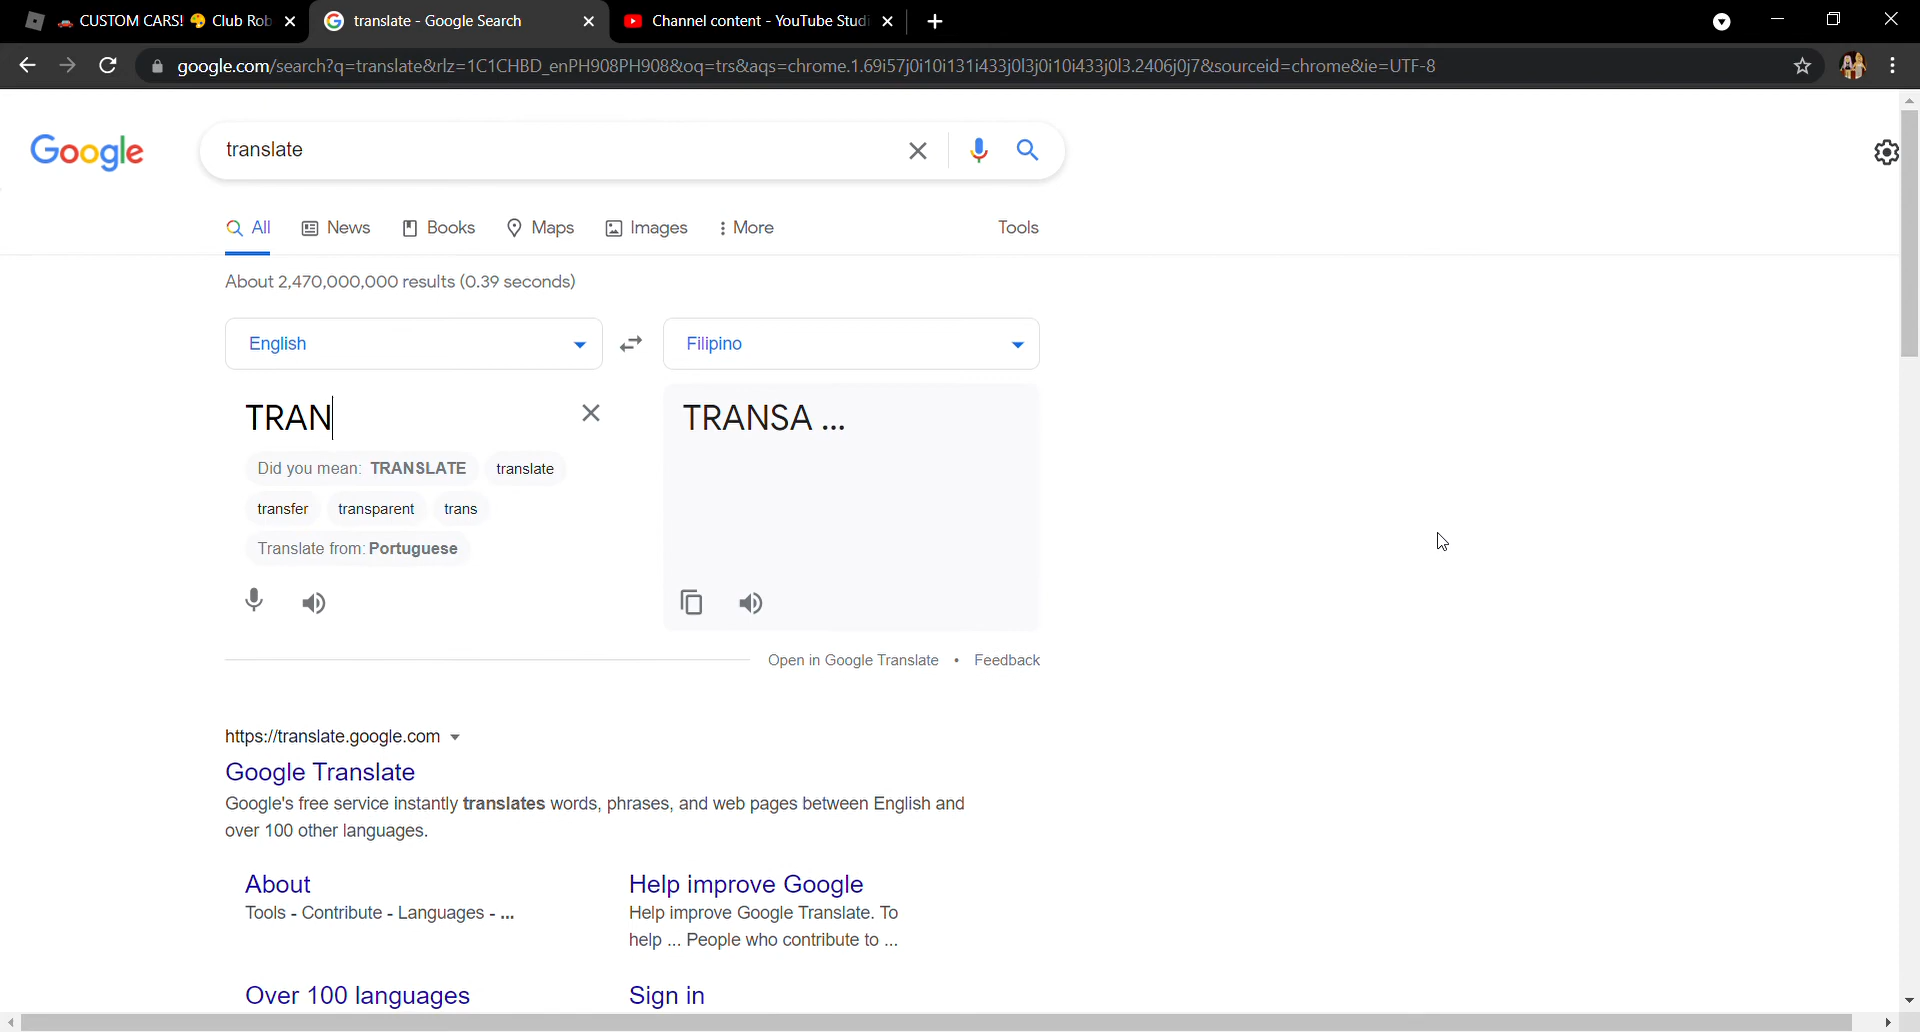 CUSTOM CARS! 🎨 Club Rob
translate - Google Search
Channel content - YouTube Studi
google.com/search?q=translate&rlz=1C1CHBD_enPH908PH908&oq=trs&aqs=chrome.1.69i57j0i10i131i433j0l3j0i10i433j0l3.2406j0j7&sourceid=chrome&ie=UTF-8
Google
translate
All News Books Maps Images More Tools
About 2,470,000,000 results (0.39 seconds)
English Filipino
TRAN TRANSA ...
Did you mean: TRANSLATE translate
transfer transparent trans
Translate from: Portuguese
Open in Google Translate • Feedback
https://translate.google.com
Google Translate
Google's free service instantly translates words, phrases, and web pages between English and
over 100 other languages.
About
Tools - Contribute - Languages - ...
Help improve Google
Help improve Google Translate. To
help ... People who contribute to ...
Over 100 languages
Sign in